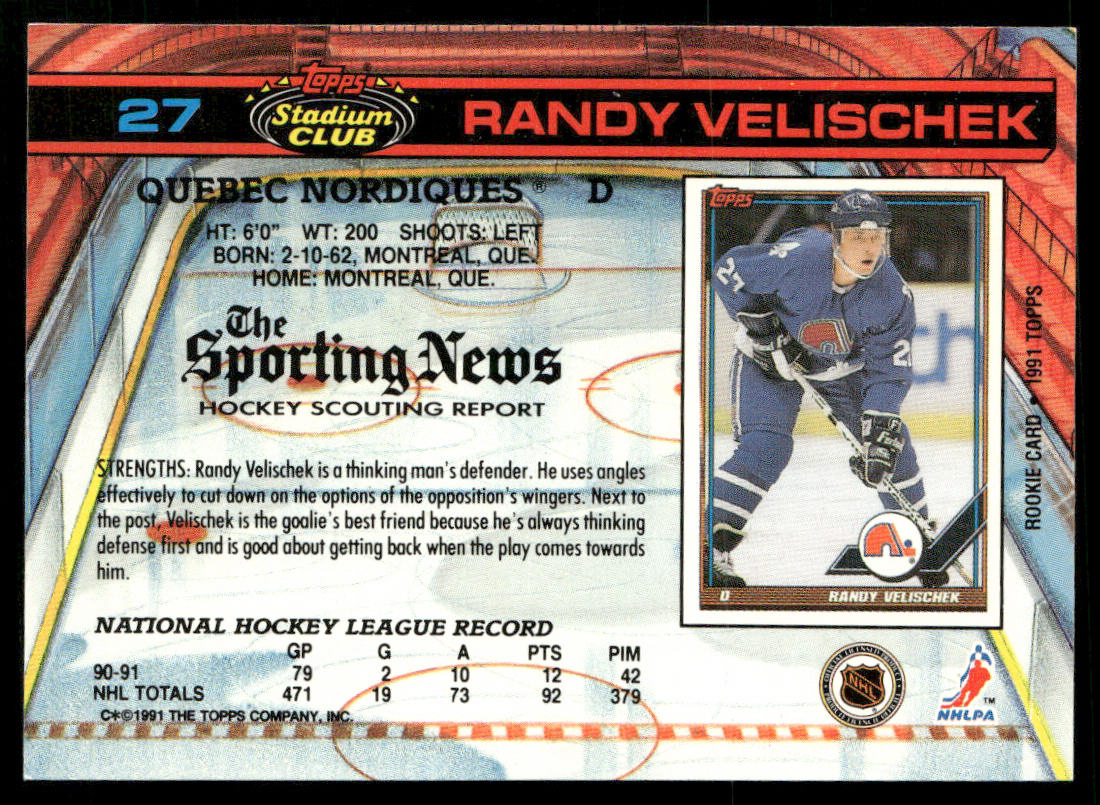 27
Topps
Stadium
CLUB
RANDY VELISCHEK
QUEBEC NORDIQUES ® D
HT: 6'0" WT: 200 SHOOTS: LEFT
BORN: 2-10-62, MONTREAL, QUE.
HOME: MONTREAL, QUE.
The
Sporting News
HOCKEY SCOUTING REPORT
STRENGTHS: Randy Velischek is a thinking man's defender. He uses angles
effectively to cut down on the options of the opposition's wingers. Next to
the post, Velischek is the goalie's best friend because he's always thinking
defense first and is good about getting back when the play comes towards
him.
Topps
27
D RANDY VELISCHEK
ROOKIE CARD • 1991 TOPPS
NATIONAL HOCKEY LEAGUE RECORD
GP G A PTS PIM
90-91 79 2 10 12 42
NHL TOTALS 471 19 73 92 379
C*©1991 THE TOPPS COMPANY, INC.
NHL
NHLPA ™